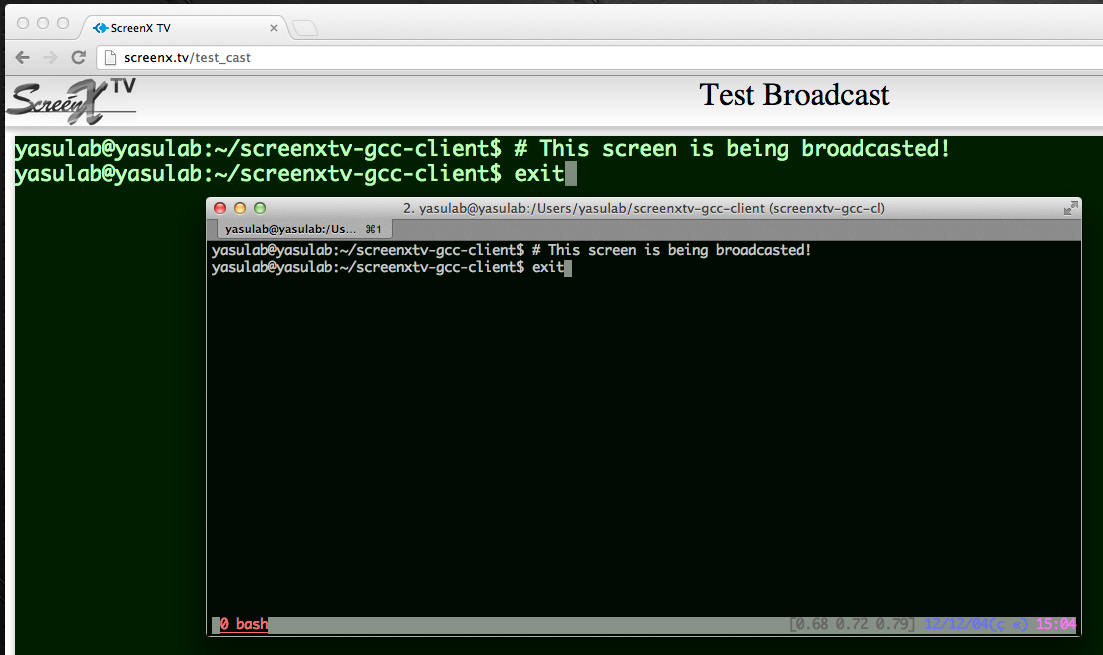 ScreenX TV
screenx.tv/test_cast
ScreenX TV
Test Broadcast
yasulab@yasulab:~/screenxtv-gcc-client$ # This screen is being broadcasted!
yasulab@yasulab:~/screenxtv-gcc-client$ exit
2. yasulab@yasulab:/Users/yasulab/screenxtv-gcc-client (screenxtv-gcc-cl)
yasulab@yasulab:/Us... ⌘1
yasulab@yasulab:~/screenxtv-gcc-client$ # This screen is being broadcasted!
yasulab@yasulab:~/screenxtv-gcc-client$ exit
0 bash [0.68 0.72 0.79] 12/12/04(ç «) 15:04